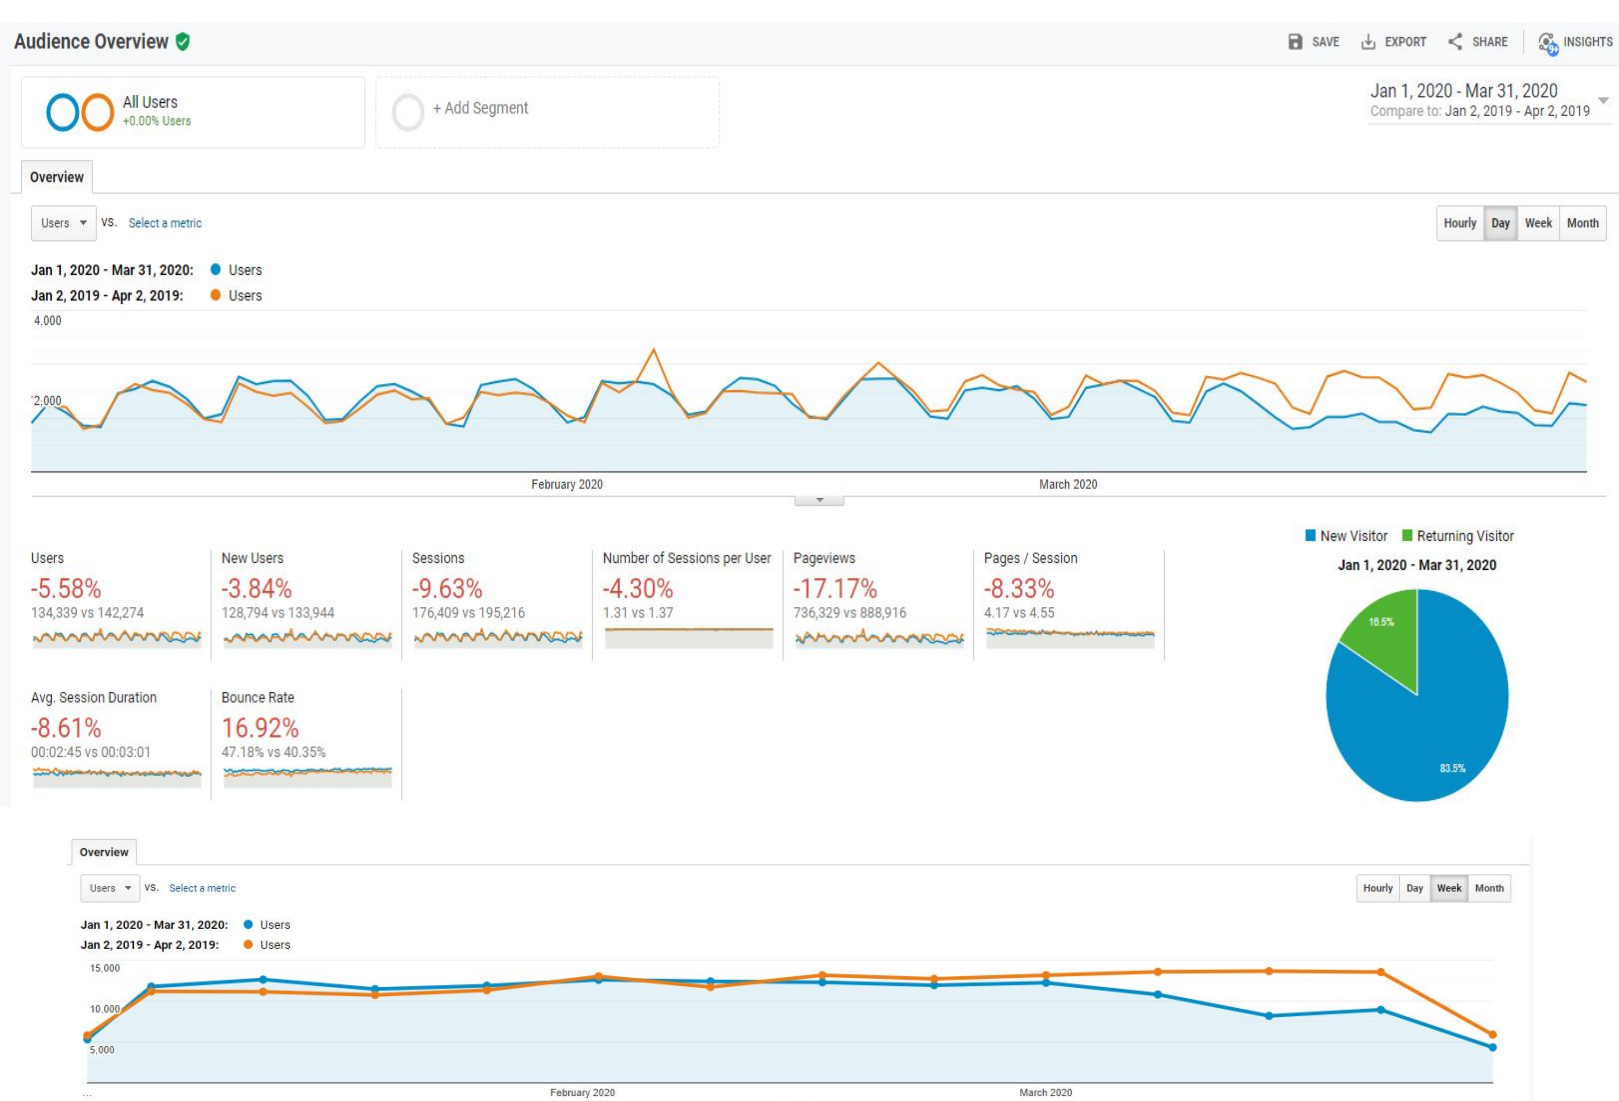 Audience Overview
SAVE EXPORT SHARE 9+ INSIGHTS
All Users
+0.00% Users
+ Add Segment
Jan 1, 2020 - Mar 31, 2020
Compare to: Jan 2, 2019 - Apr 2, 2019
Overview
Users VS. Select a metric
Hourly Day Week Month
Jan 1, 2020 - Mar 31, 2020: Users
Jan 2, 2019 - Apr 2, 2019: Users
4,000
2,000
February 2020 March 2020
New Visitor Returning Visitor
Jan 1, 2020 - Mar 31, 2020
16.5%
83.5%
Users
-5.58%
134,339 vs 142,274
New Users
-3.84%
128,794 vs 133,944
Sessions
-9.63%
176,409 vs 195,216
Number of Sessions per User
-4.30%
1.31 vs 1.37
Pageviews
-17.17%
736,329 vs 888,916
Pages / Session
-8.33%
4.17 vs 4.55
Avg. Session Duration
-8.61%
00:02:45 vs 00:03:01
Bounce Rate
16.92%
47.18% vs 40.35%
Overview
Users VS. Select a metric
Hourly Day Week Month
Jan 1, 2020 - Mar 31, 2020: Users
Jan 2, 2019 - Apr 2, 2019: Users
15,000
10,000
5,000
... February 2020 March 2020